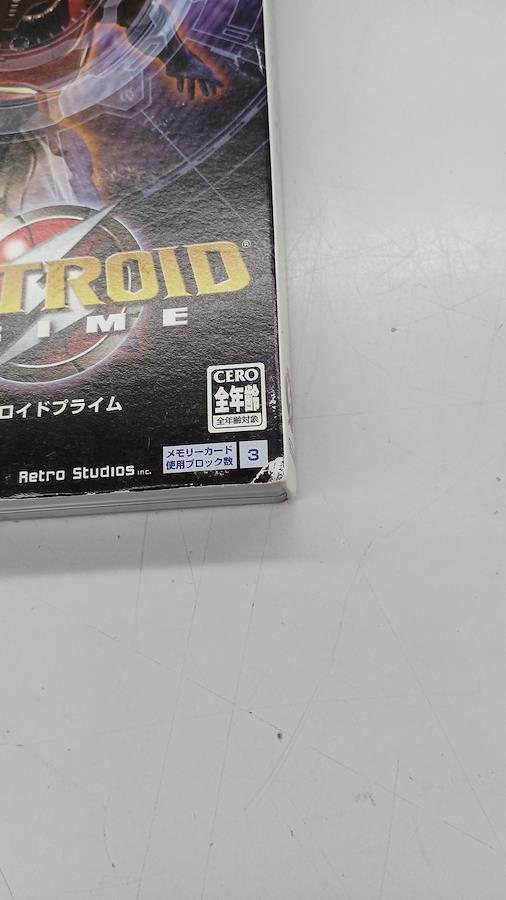 TROID®
IME
ロイドプライム
CERO
全年齢
全年齢対象
メモリーカード
使用ブロック数 3
Retro Studios INC.